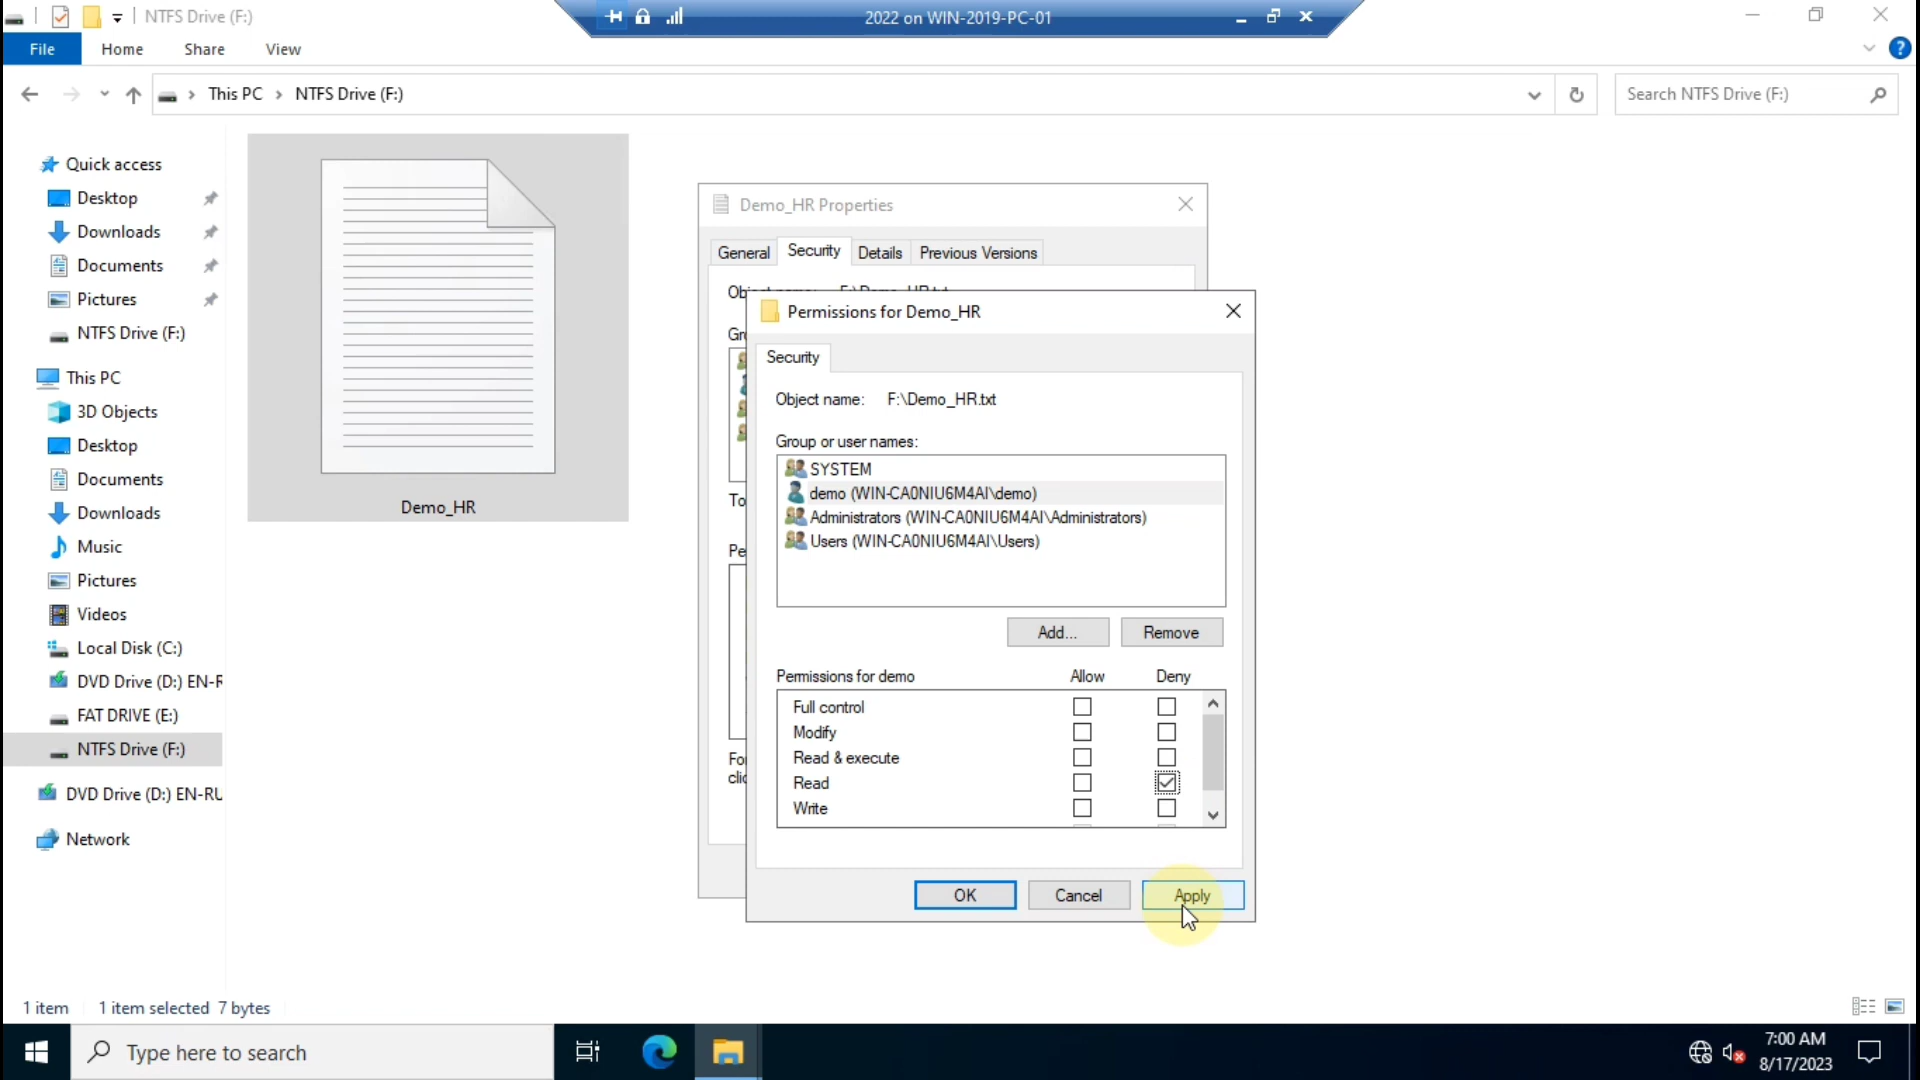 NTFS Drive (F:)
2022 on WIN-2019-PC-01
File
Home
Share
View
?
This PC
NTFS Drive (F:)
Search NTFS Drive (F:)
Quick access
Desktop
Downloads
Documents
Pictures
NTFS Drive (F:)
This PC
3D Objects
Desktop
Documents
Downloads
Music
Pictures
Videos
Local Disk (C:)
DVD Drive (D:) EN-R
FAT DRIVE (E:)
NTFS Drive (F:)
DVD Drive (D:) EN-RU
Network
Demo_HR
Demo_HR Properties
General
Security
Details
Previous Versions
Permissions for Demo_HR
Security
Object name: F:\Demo_HR.txt
Group or user names:
SYSTEM
demo (WIN-CA0NIU6M4AI\demo)
Administrators (WIN-CA0NIU6M4AI\Administrators)
Users (WIN-CA0NIU6M4AI\Users)
Add...
Remove
Permissions for demo
Allow
Deny
Full control
Modify
Read & execute
Read
Write
OK
Cancel
Apply
1 item
1 item selected 7 bytes
Type here to search
7:00 AM
8/17/2023